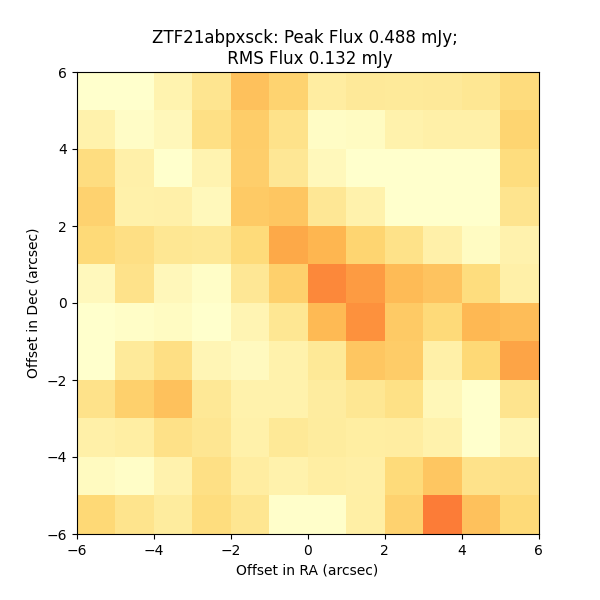 ZTF21abpxsck: Peak Flux 0.488 mJy;
RMS Flux 0.132 mJy
6
4
2
0
−2
−4
−6
Offset in Dec (arcsec)
−6 −4 −2 0 2 4 6
Offset in RA (arcsec)